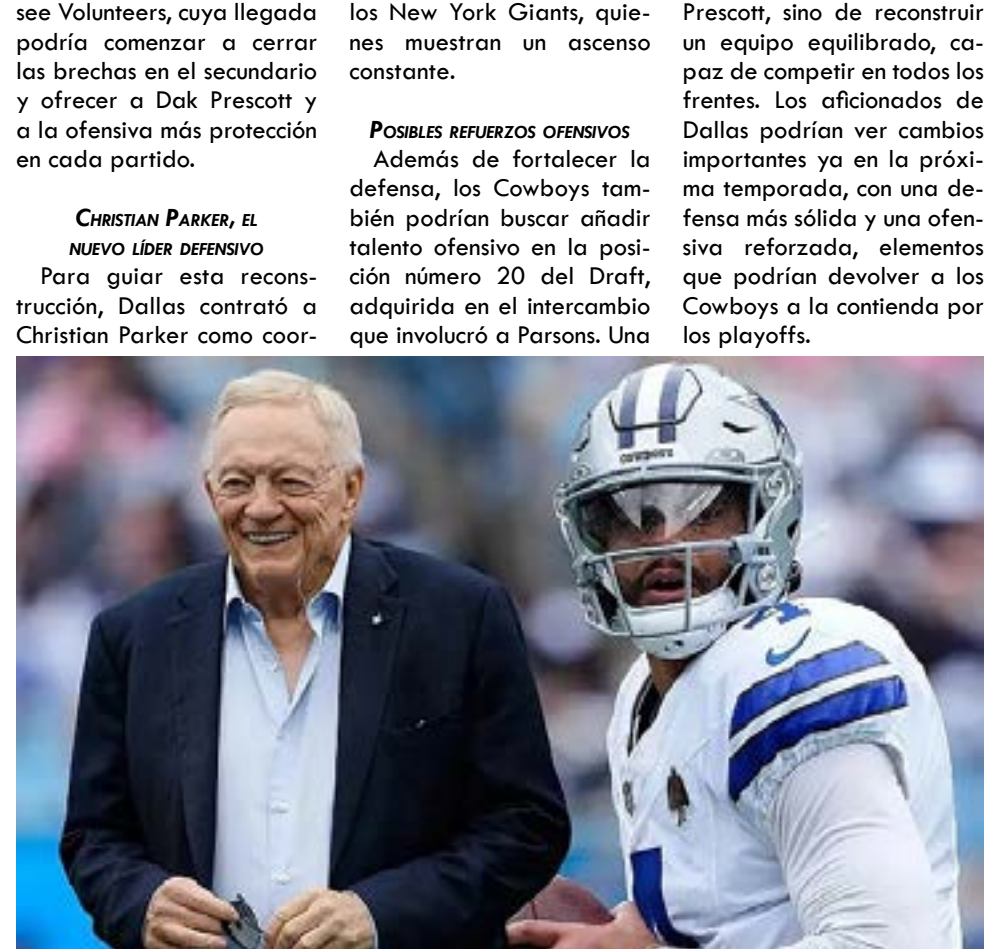 see Volunteers, cuya llegada
podría comenzar a cerrar
las brechas en el secundario
y ofrecer a Dak Prescott y
a la ofensiva más protección
en cada partido.
Christian Parker, el
nuevo líder defensivo
Para guiar esta recons-
trucción, Dallas contrató a
Christian Parker como coor-
los New York Giants, quie-
nes muestran un ascenso
constante.
Posibles refuerzos ofensivos
Además de fortalecer la
defensa, los Cowboys tam-
bién podrían buscar añadir
talento ofensivo en la posi-
ción número 20 del Draft,
adquirida en el intercambio
que involucró a Parsons. Una
Prescott, sino de reconstruir
un equipo equilibrado, ca-
paz de competir en todos los
frentes. Los aficionados de
Dallas podrían ver cambios
importantes ya en la próxi-
ma temporada, con una de-
fensa más sólida y una ofen-
siva reforzada, elementos
que podrían devolver a los
Cowboys a la contienda por
los playoffs.
COWBOYS
4
4